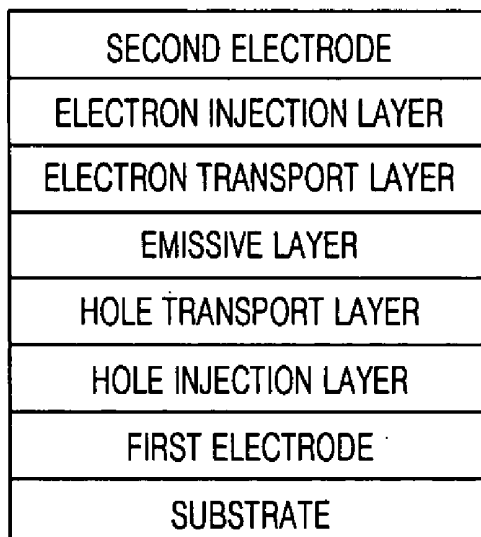 SECOND ELECTRODE
ELECTRON INJECTION LAYER
ELECTRON TRANSPORT LAYER
EMISSIVE LAYER
HOLE TRANSPORT LAYER
HOLE INJECTION LAYER
FIRST ELECTRODE
SUBSTRATE